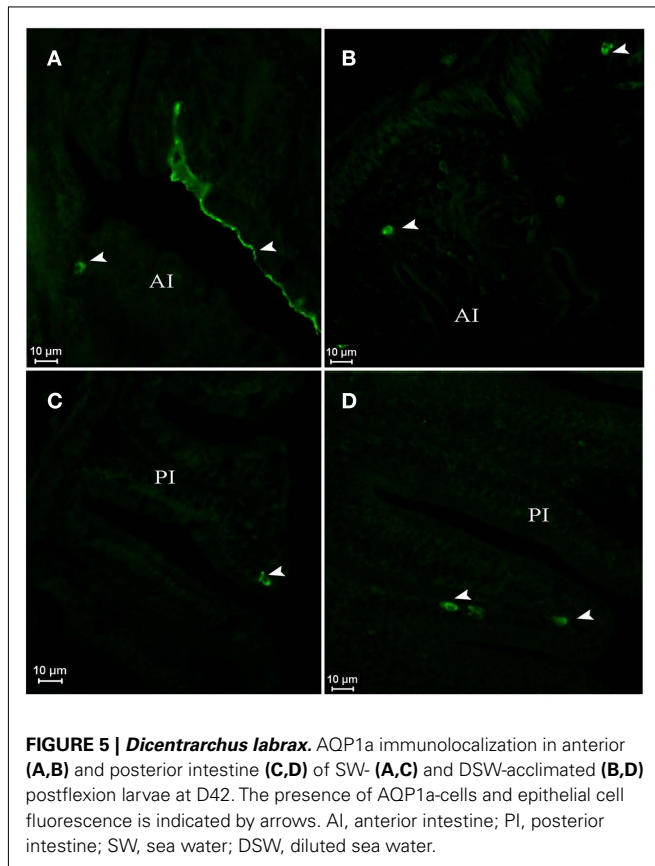 A
B
AI
AI
10 µm
10 µm
C
D
PI
PI
10 µm
10 µm
FIGURE 5 | Dicentrarchus labrax. AQP1a immunolocalization in anterior
(A,B) and posterior intestine (C,D) of SW- (A,C) and DSW-acclimated (B,D)
postflexion larvae at D42. The presence of AQP1a-cells and epithelial cell
fluorescence is indicated by arrows. AI, anterior intestine; PI, posterior
intestine; SW, sea water; DSW, diluted sea water.